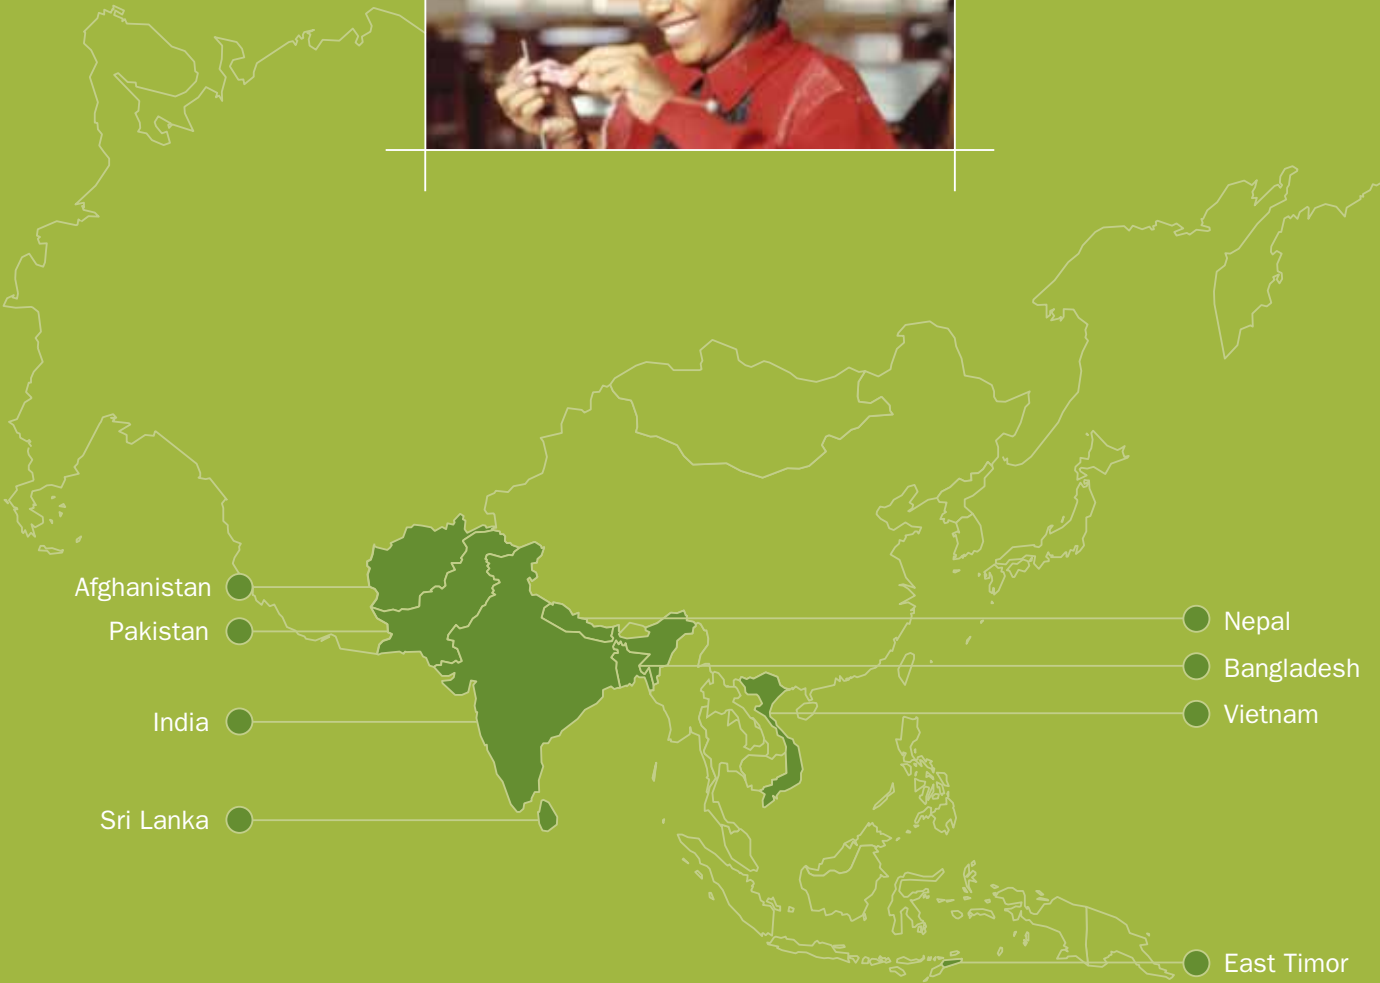 Afghanistan
Pakistan
India
Sri Lanka
Nepal
Bangladesh
Vietnam
East Timor